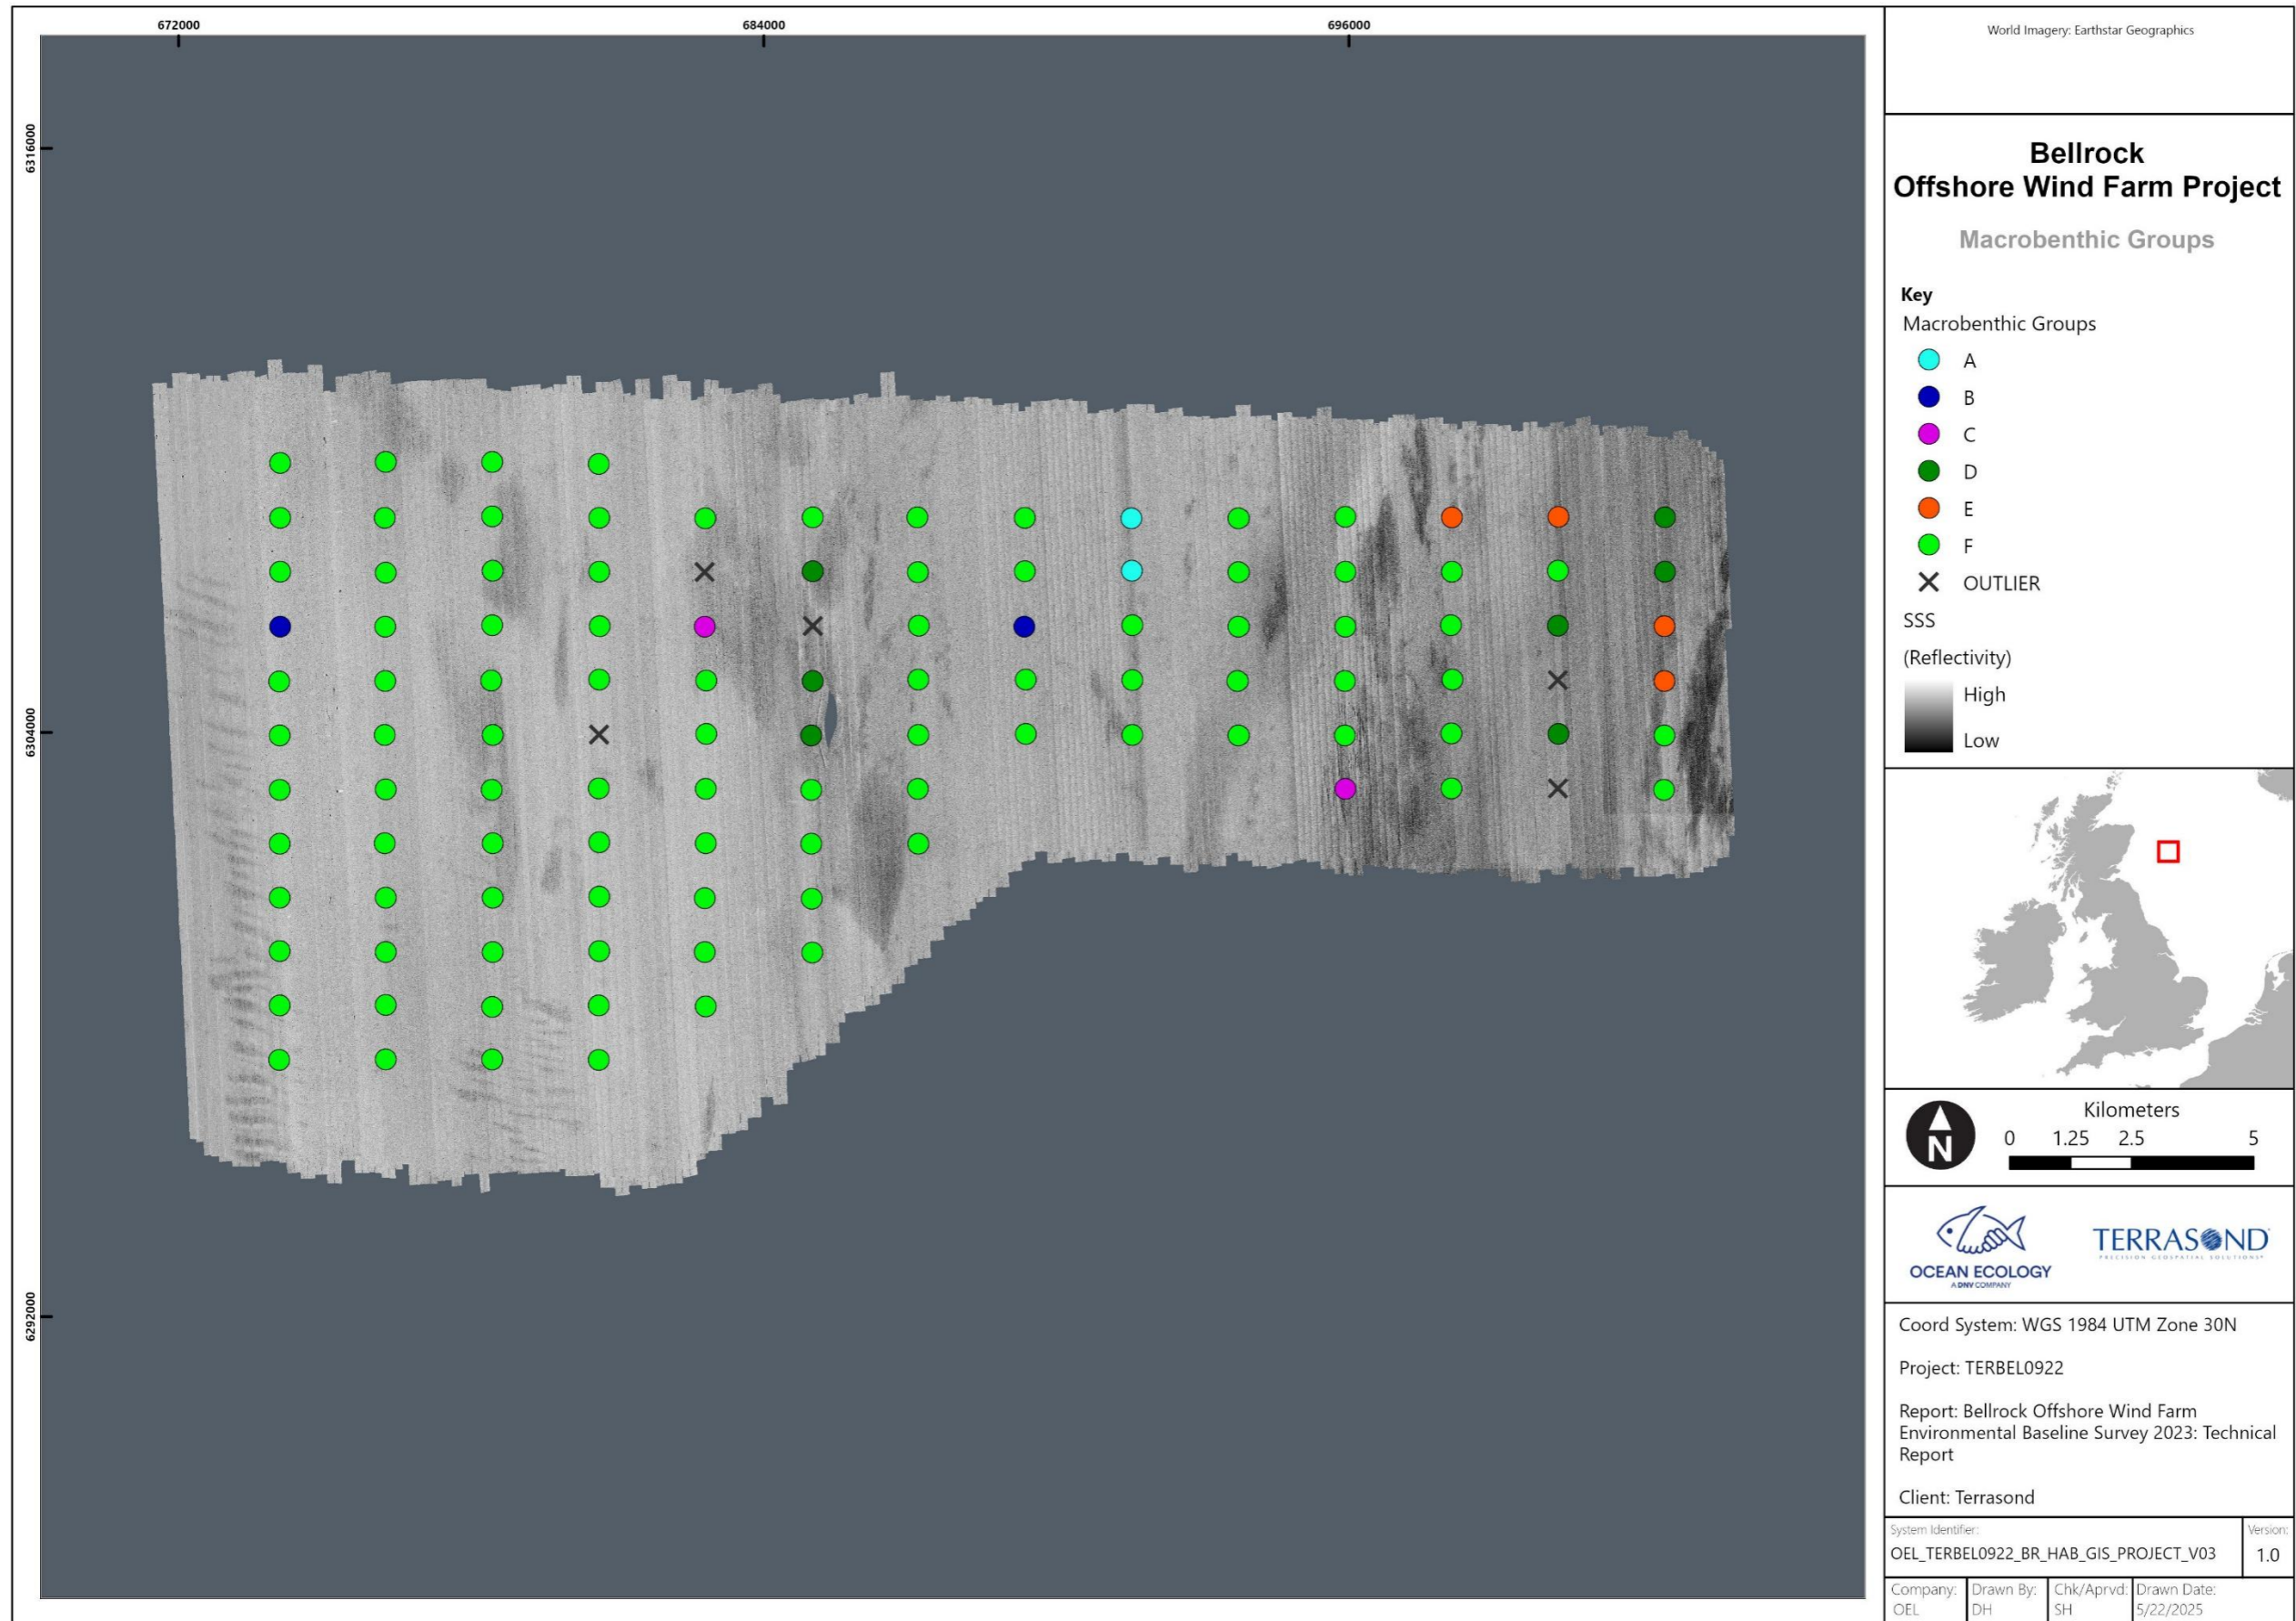 672000
684000
696000
6316000
6304000
6292000
World Imagery: Earthstar Geographics
Bellrock
Offshore Wind Farm Project
Macrobenthic Groups
Key
Macrobenthic Groups
A
B
C
D
E
F
OUTLIER
SSS
(Reflectivity)
High
Low
N
Kilometers
0 1.25 2.5 5
OCEAN ECOLOGY
A DNV COMPANY
TERRASOND
PRECISION GEOSPATIAL SOLUTIONS
Coord System: WGS 1984 UTM Zone 30N
Project: TERBEL0922
Report: Bellrock Offshore Wind Farm
Environmental Baseline Survey 2023: Technical
Report
Client: Terrasond
System Identifier:
OEL_TERBEL0922_BR_HAB_GIS_PROJECT_V03
Version:
1.0
Company:
OEL
Drawn By:
DH
Chk/Aprvd:
SH
Drawn Date:
5/22/2025